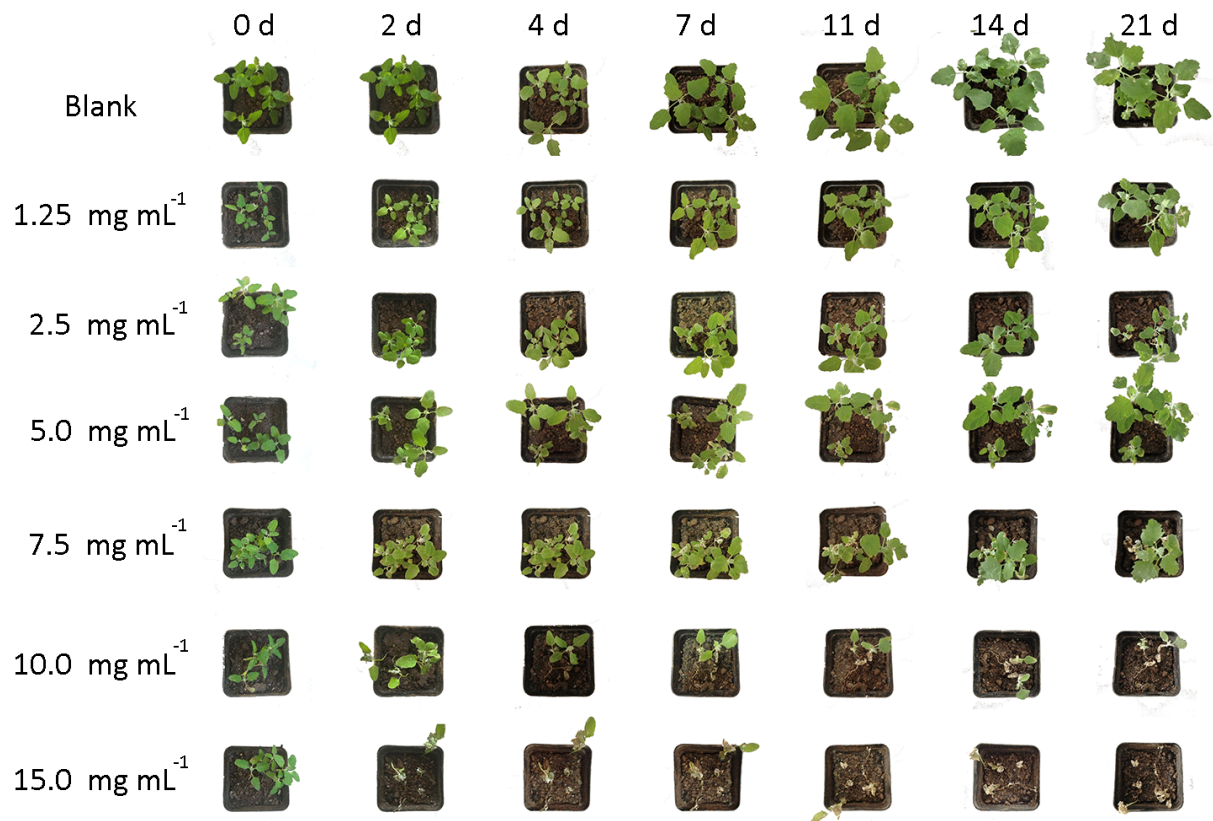 0 d 2 d 4 d 7 d 11 d 14 d 21 d
Blank
1.25 mg mL-1
2.5 mg mL-1
5.0 mg mL-1
7.5 mg mL-1
10.0 mg mL-1
15.0 mg mL-1